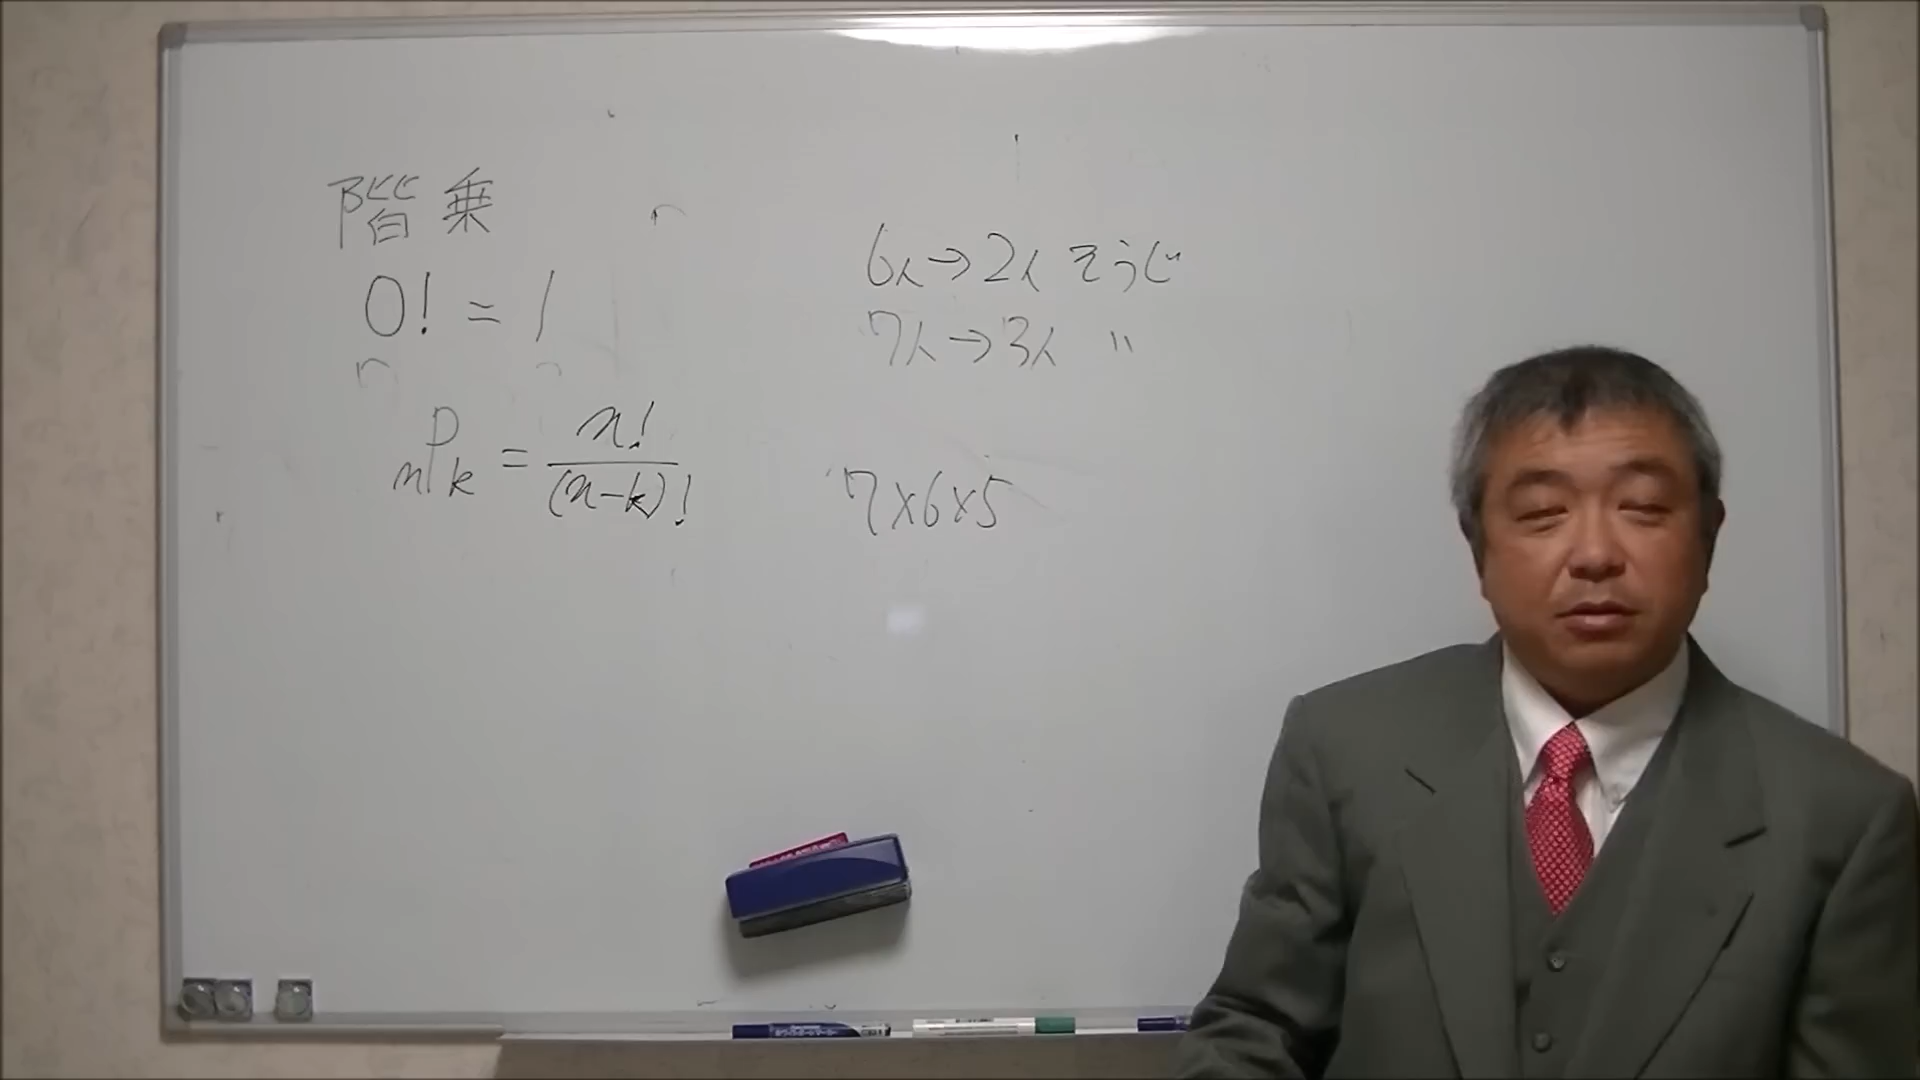 階乗
0! = 1
nPk = n!/(n-k)!
6人→2人 そうじ
7人→3人 〃
7×6×5